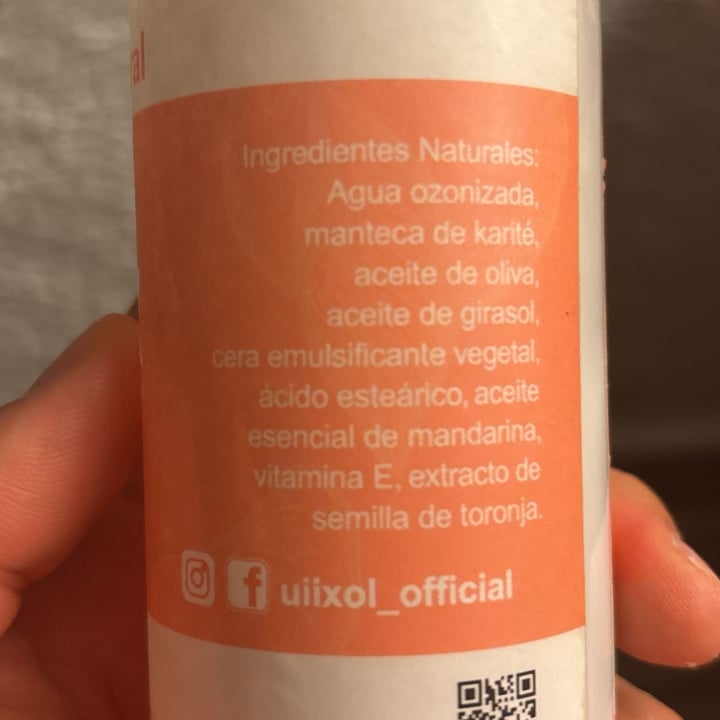 Ingredientes Naturales:
Agua ozonizada,
manteca de karité,
aceite de oliva,
aceite de girasol,
cera emulsificante vegetal,
ácido esteárico, aceite
esencial de mandarina,
vitamina E, extracto de
semilla de toronja.
uiixol_official